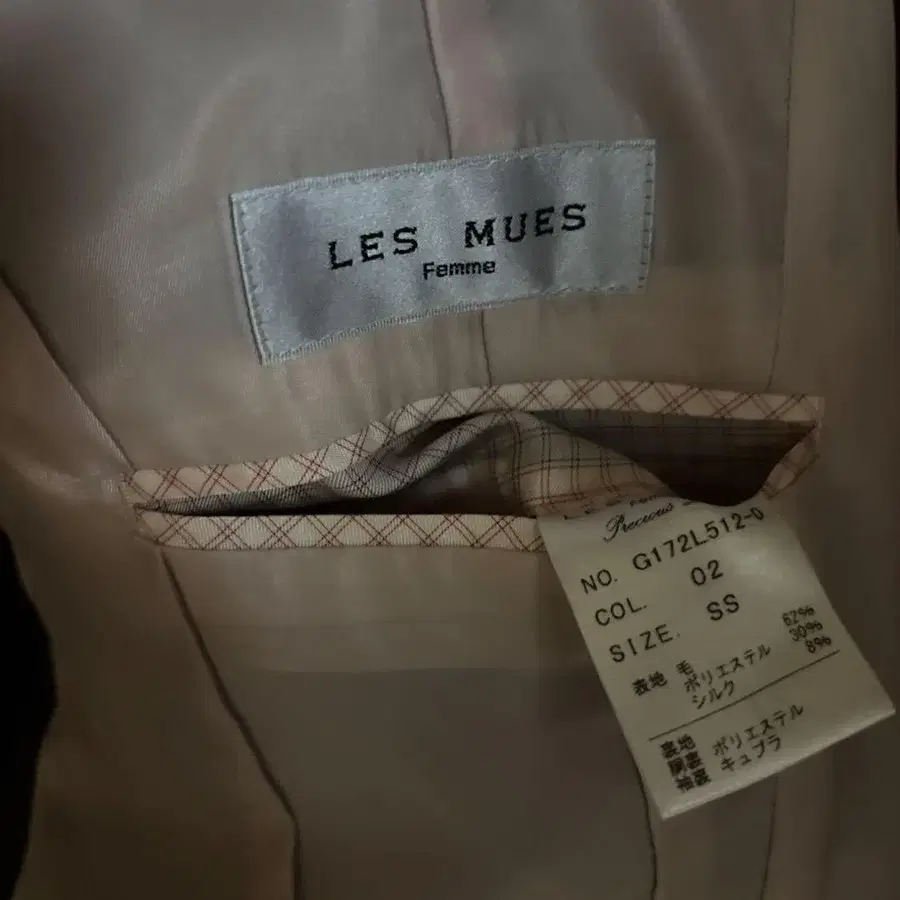 LES MUES
Femme
Precious
NO. G172L512-0
COL. 02
SIZE. SS
表地 毛 62%
ポリエステル 30%
シルク 8%
裏地
胴裏 ポリエステル
袖裏 キュプラ